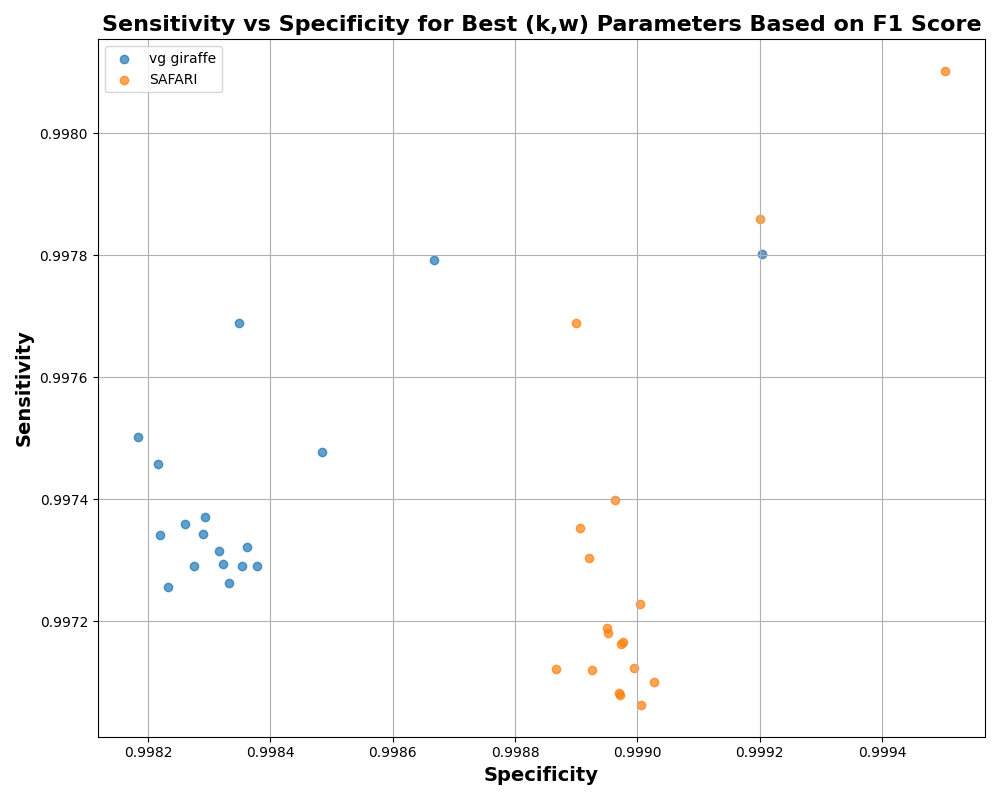 Sensitivity vs Specificity for Best (k,w) Parameters Based on F1 Score
vg giraffe
SAFARI
0.9980
0.9978
0.9976
0.9974
0.9972
Sensitivity
0.9982 0.9984 0.9986 0.9988 0.9990 0.9992 0.9994
Specificity